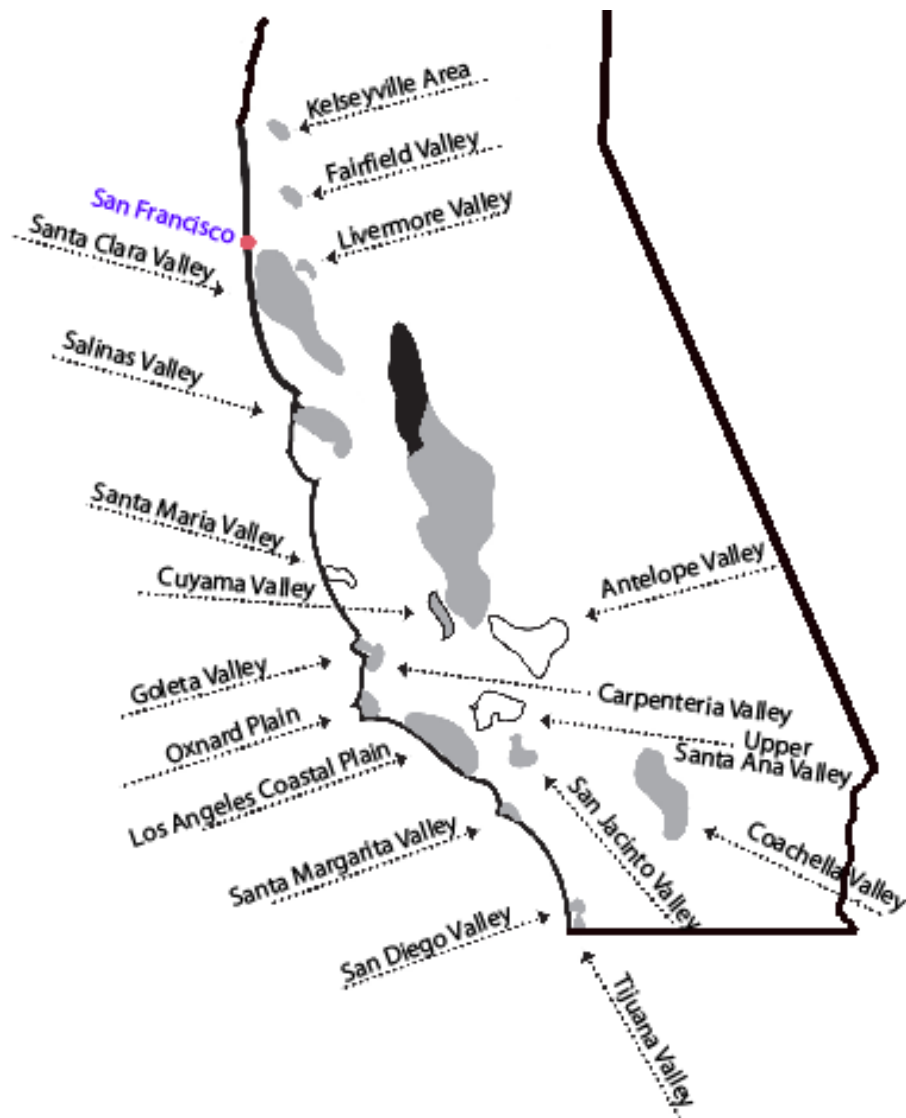 Kelseyville Area
Fairfield Valley
San Francisco
Livermore Valley
Santa Clara Valley
Salinas Valley
Santa Maria Valley
Cuyama Valley
Antelope Valley
Goleta Valley
Carpenteria Valley
Oxnard Plain
Upper
Santa Ana Valley
Los Angeles Coastal Plain
San Jacinto Valley
Coachella Valley
Santa Margarita Valley
San Diego Valley
Tijuana Valley